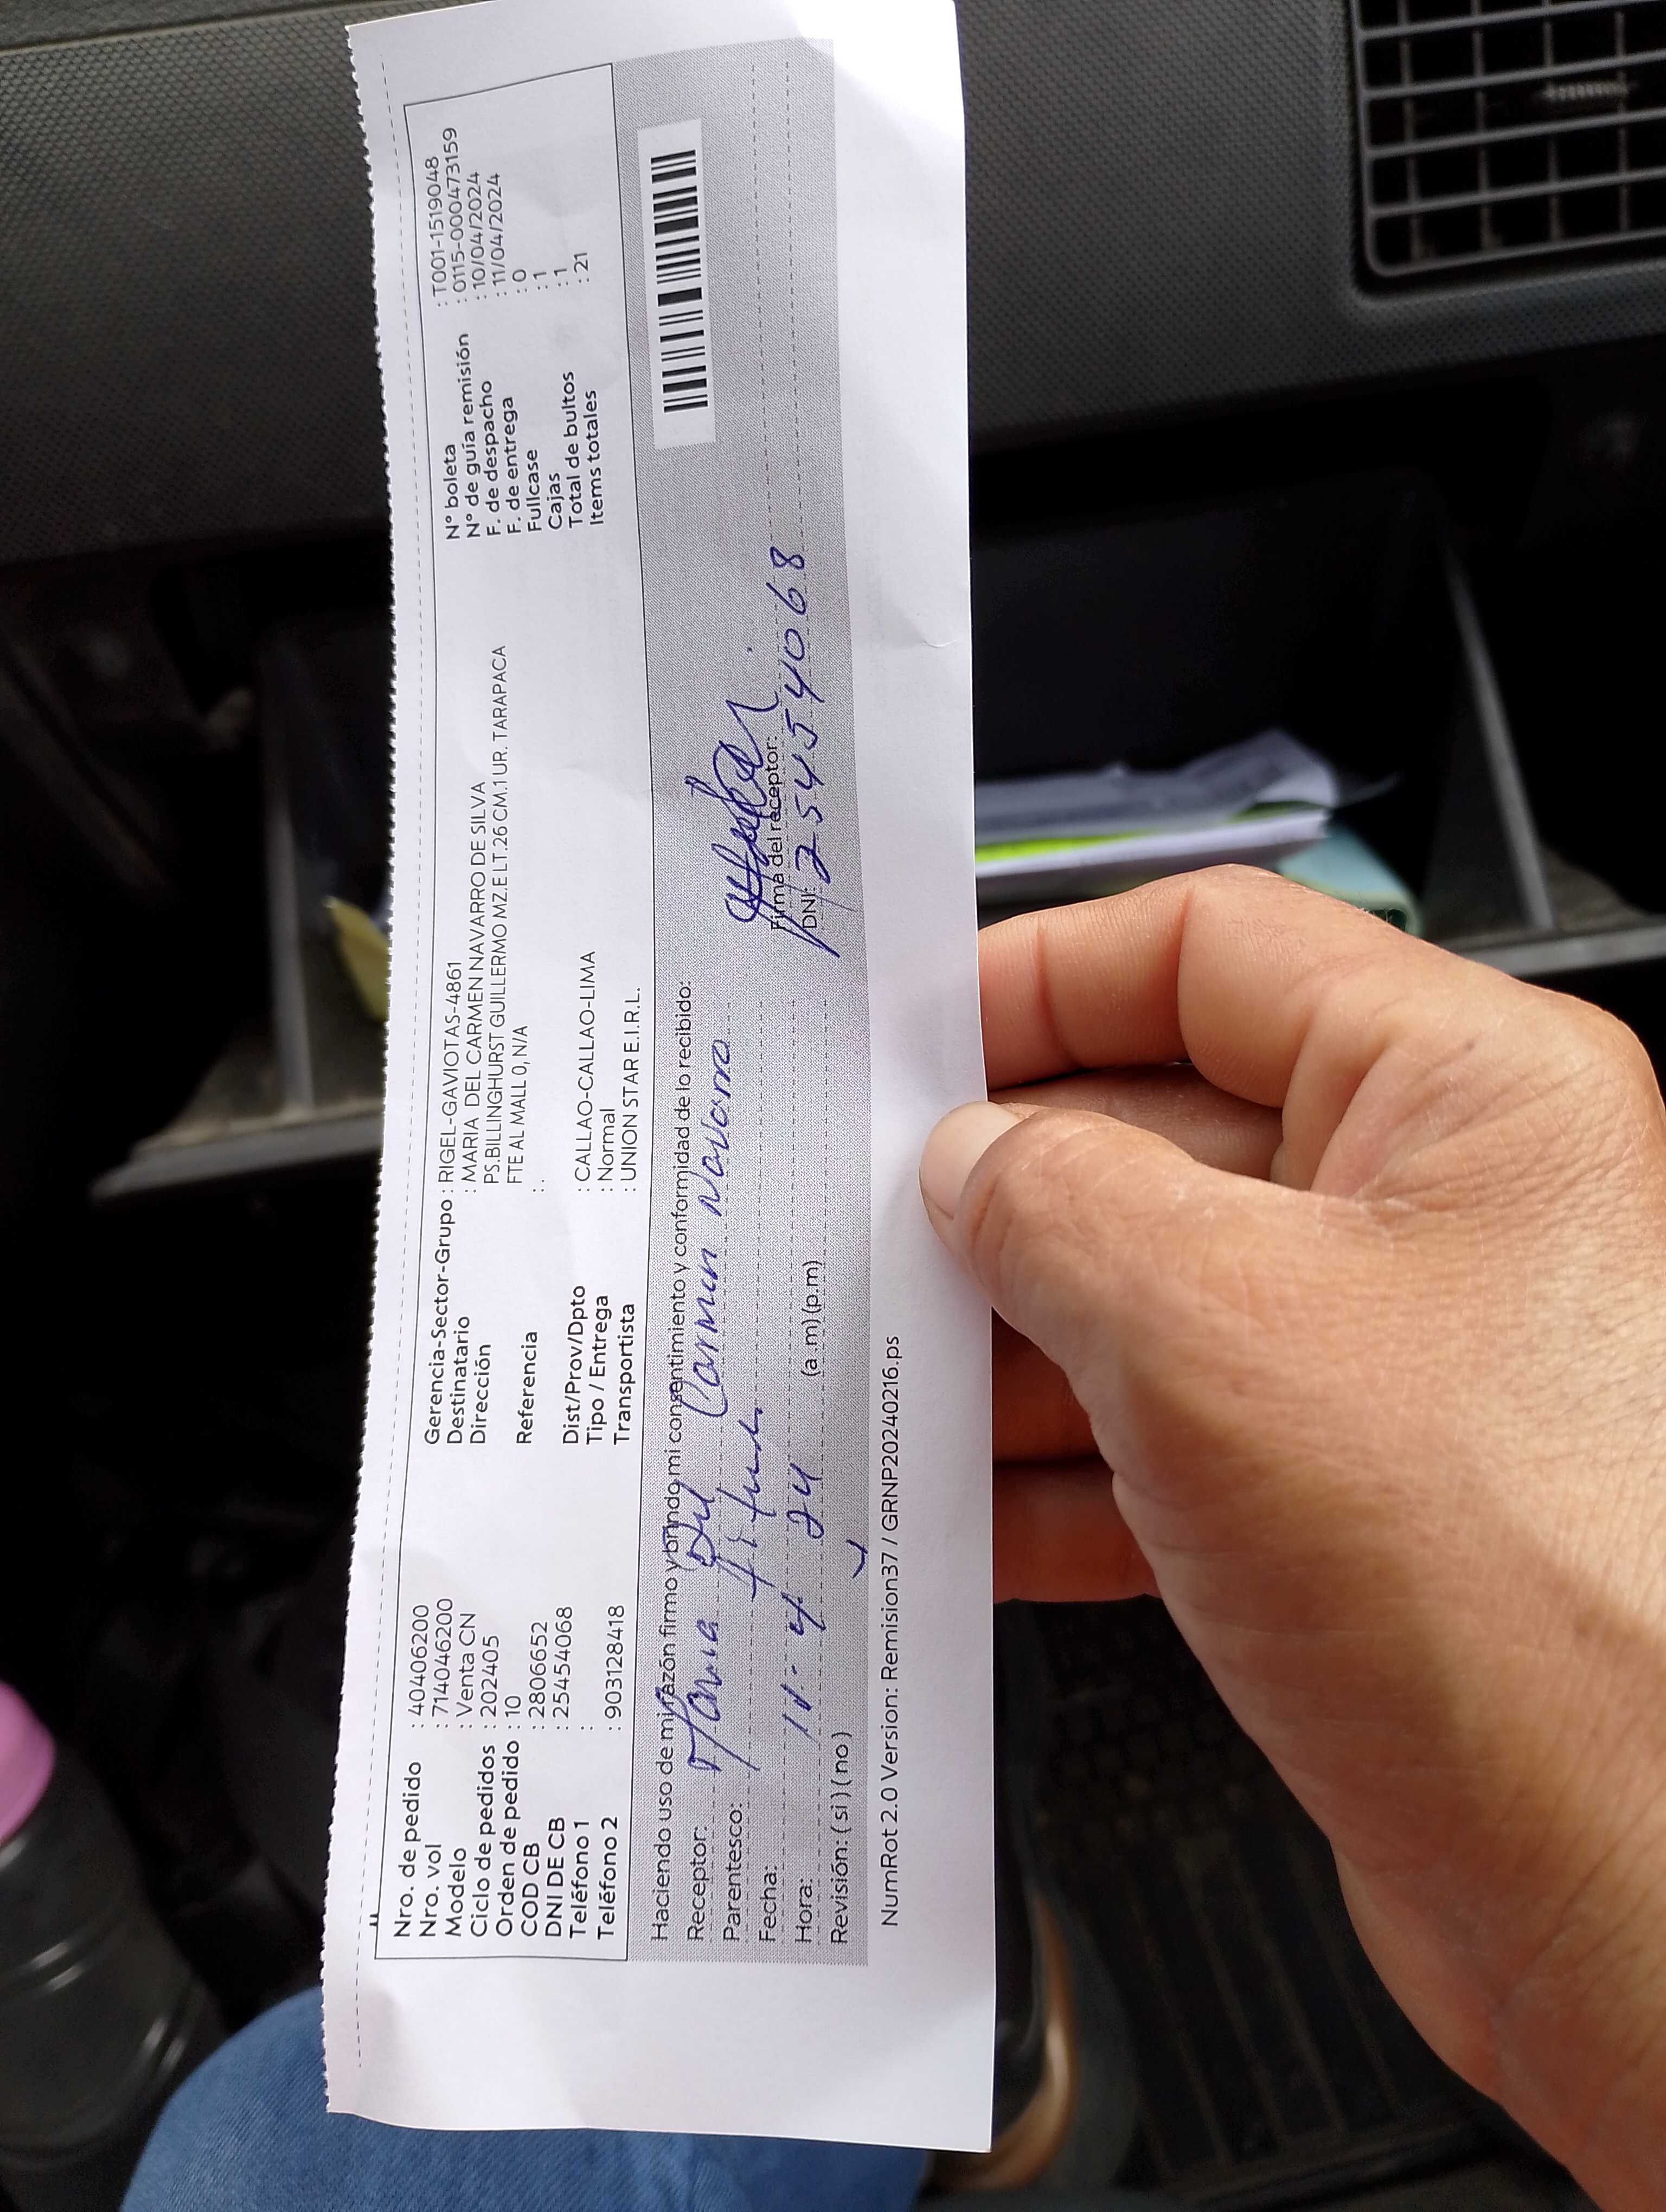 Nro. de pedido : 40406200
Nro. vol : 714046200
Modelo : Venta CN
Ciclo de pedidos : 202405
Orden de pedido : 10
COD CB : 2806652
DNI DE CB : 25454068
Teléfono 1 :
Teléfono 2 : 903128418
Gerencia-Sector-Grupo : RIGEL-GAVIOTAS-4861
Destinatario : MARIA DEL CARMEN NAVARRO DE SILVA
Dirección PS.BILLINGHURST GUILLERMO MZ.E LT.26 CM.1 UR. TARAPACA
FTE AL MALL 0, N/A
Referencia : .
Dist/Prov/Dpto : CALLAO-CALLAO-LIMA
Tipo / Entrega : Normal
Transportista : UNION STAR E.I.R.L.
N° boleta : T001-1519048
N° de guía remisión : 0115-000473159
F. de despacho : 10/04/2024
F. de entrega : 11/04/2024
Fullcase : 0
Cajas : 1
Total de bultos : 1
Items totales : 21
Haciendo uso de mi razón firmo y brindo mi consentimiento y conformidad de lo recibido:
Receptor: Maria Del Carmen Navarro
Parentesco:
Fecha: 4 24
Hora: (a.m) (p.m)
Revisión: ( si ) ( no )
Firma del receptor:
DNI: 25454068
NumRot 2.0 Version: Remision37 / GRNP20240216.ps